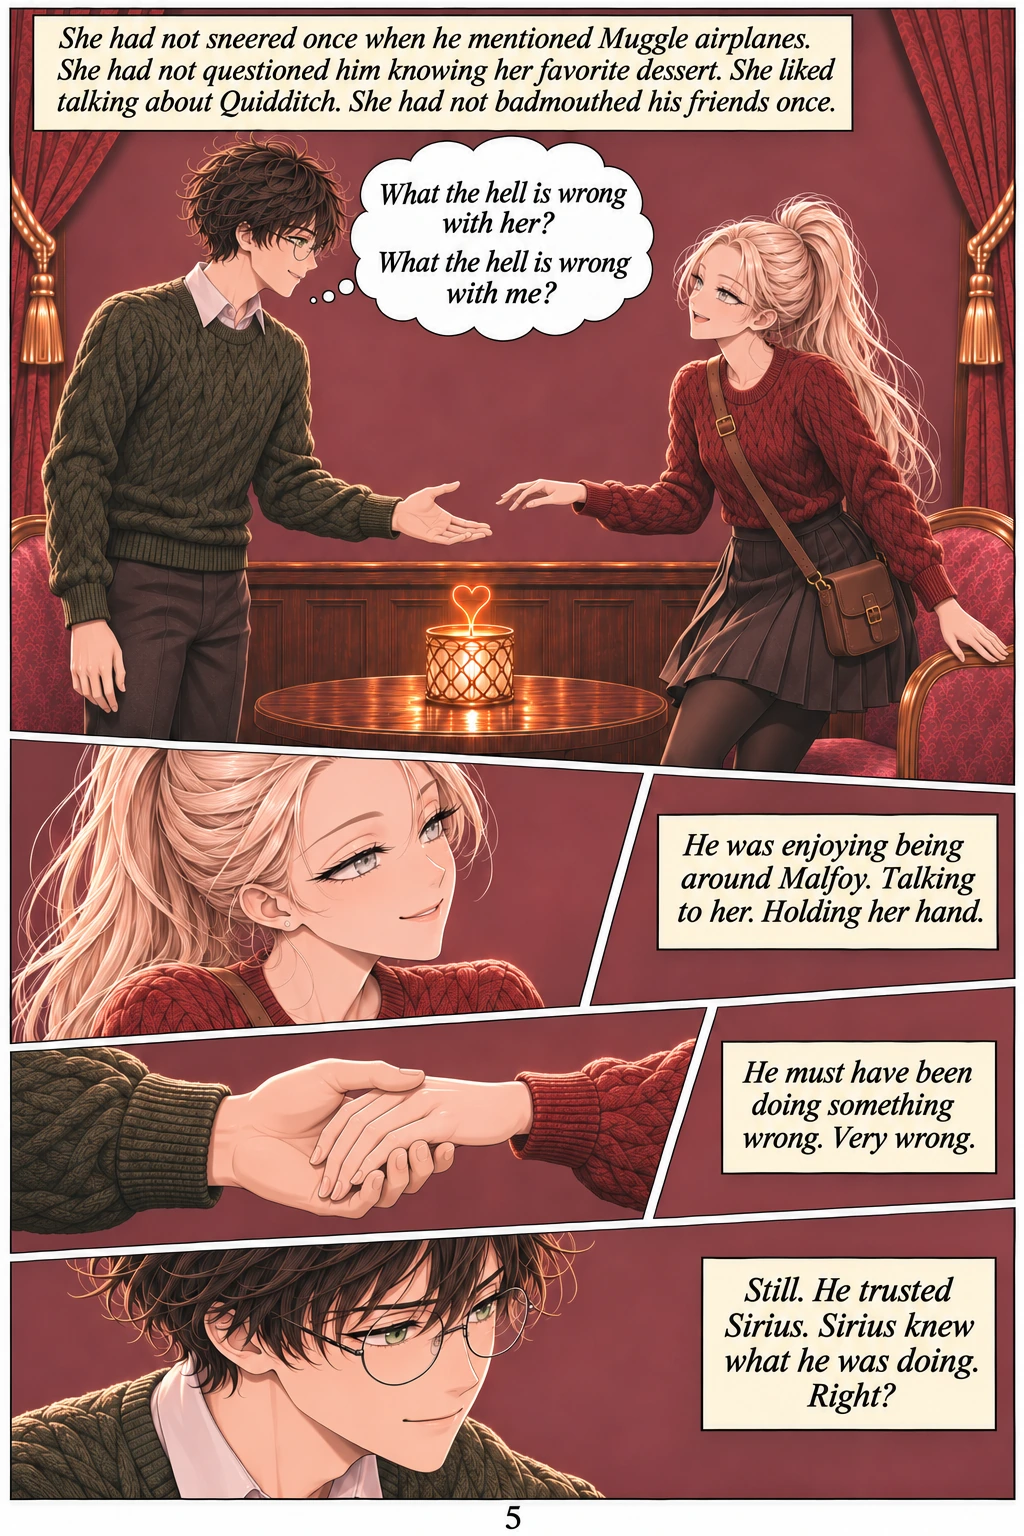 She had not sneered once when he mentioned Muggle airplanes.
She had not questioned him knowing her favorite dessert. She liked
talking about Quidditch. She had not badmouthed his friends once.
What the hell is wrong
with her?
What the hell is wrong
with me?
He was enjoying being
around Malfoy. Talking
to her. Holding her hand.
He must have been
doing something
wrong. Very wrong.
Still. He trusted
Sirius. Sirius knew
what he was doing.
Right?
5